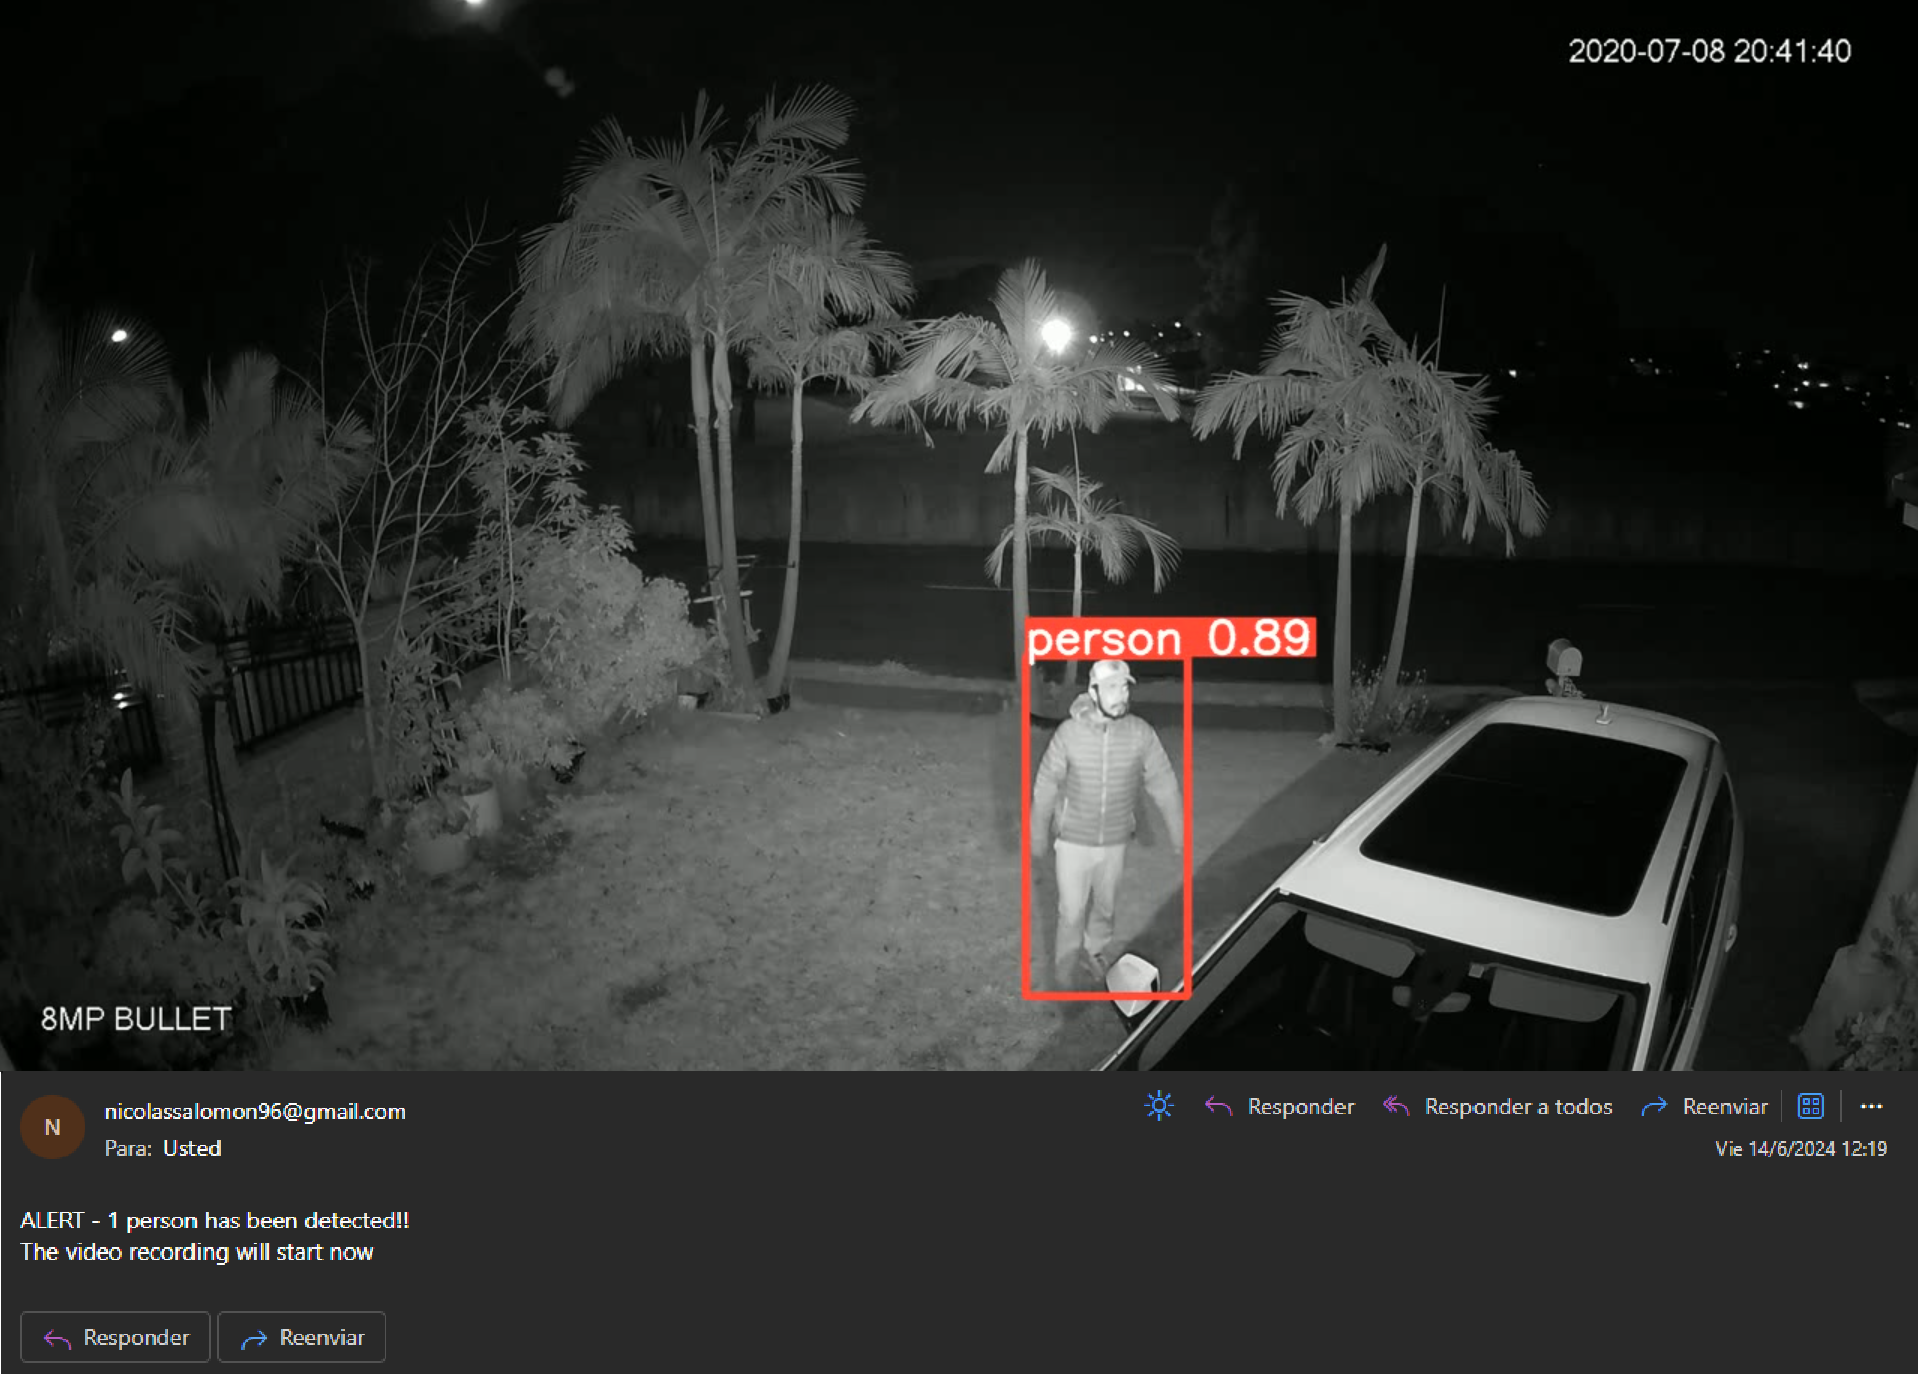 2020-07-08 20:41:40
person 0.89
8MP BULLET
N
nicolassalomon96@gmail.com
Para: Usted
Responder
Responder a todos
Reenviar
Vie 14/6/2024 12:19
ALERT - 1 person has been detected!!
The video recording will start now
Responder
Reenviar